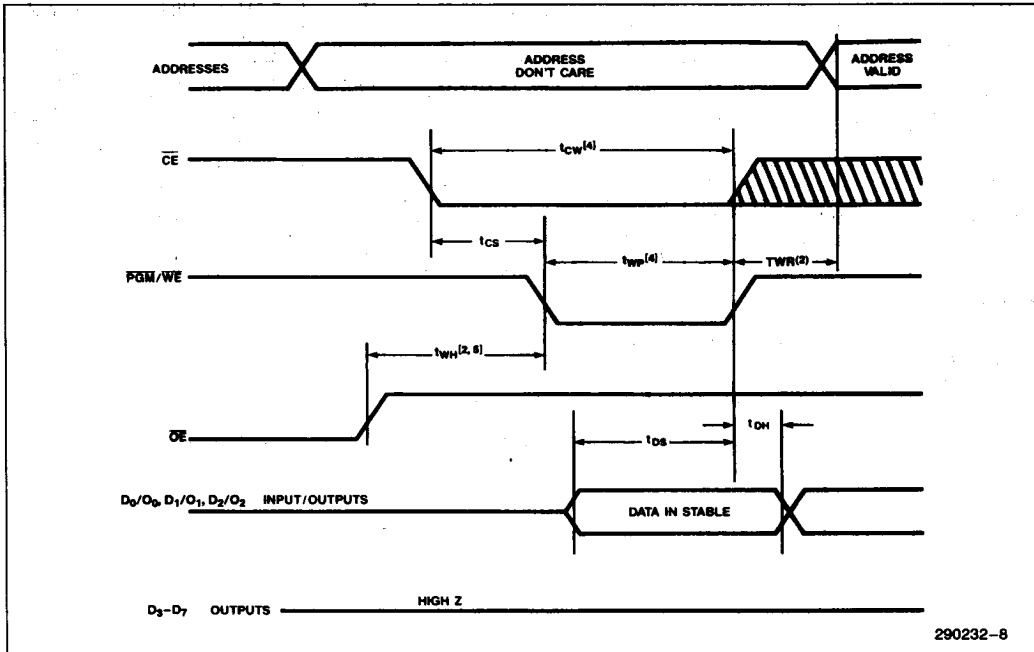 ADDRESSES
ADDRESS
DON'T CARE
ADDRESS
VALID
tCW[4]
CE
tCS
tWP[4]
TWR(2)
PGM/WE
tWH[2, 5]
OE
tDS
tDH
D0/O0, D1/O1, D2/O2 INPUT/OUTPUTS
DATA IN STABLE
D3–D7 OUTPUTS
HIGH Z
290232–8